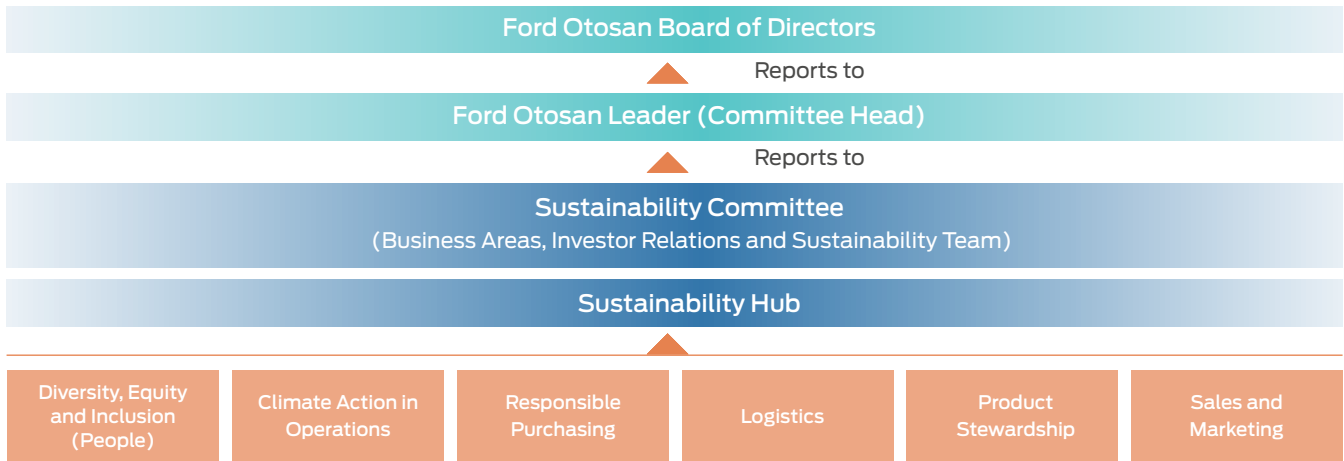 Ford Otosan Board of Directors
Reports to
Ford Otosan Leader (Committee Head)
Reports to
Sustainability Committee
(Business Areas, Investor Relations and Sustainability Team)
Sustainability Hub
Diversity, Equity
and Inclusion
(People)
Climate Action in
Operations
Responsible
Purchasing
Logistics
Product
Stewardship
Sales and
Marketing